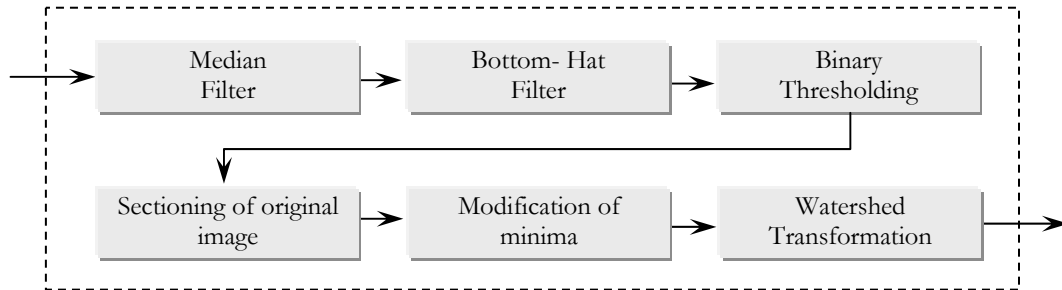 Median
Filter
Bottom- Hat
Filter
Binary
Thresholding
Sectioning of original
image
Modification of
minima
Watershed
Transformation